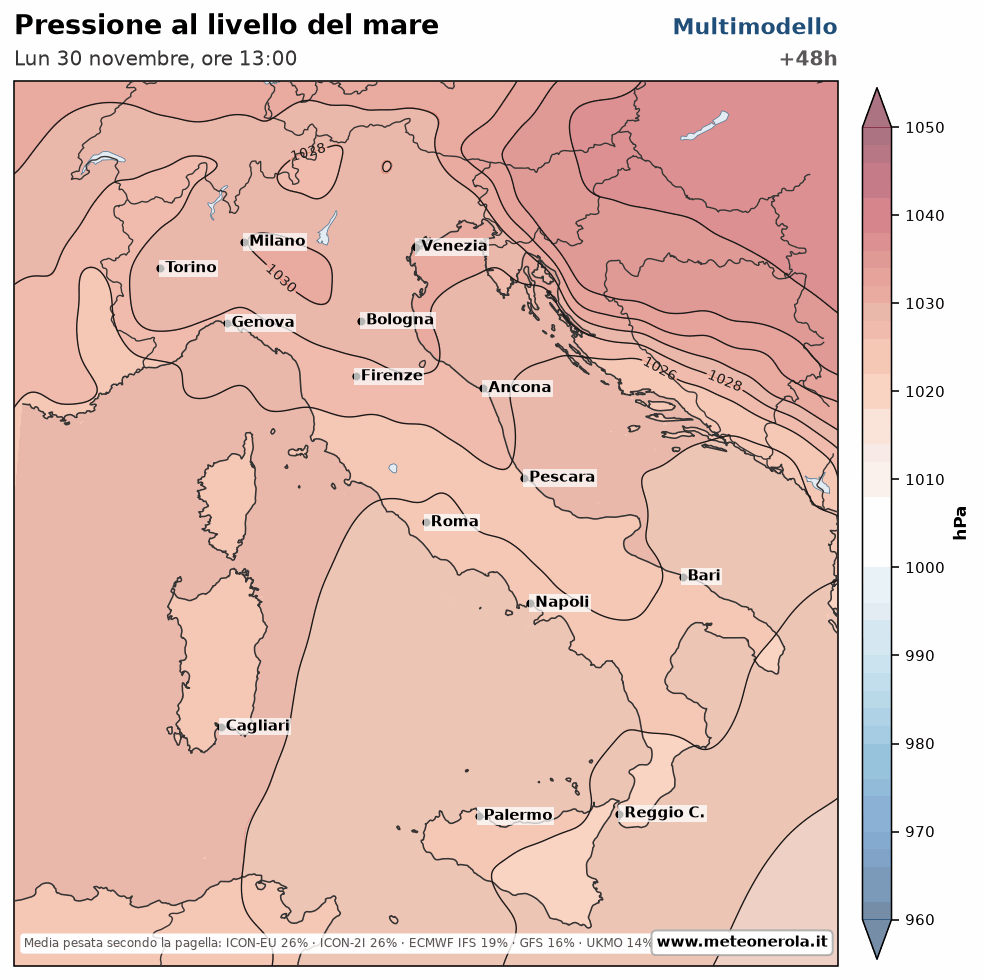 Pressione al livello del mare
Multimodello
Lun 30 novembre, ore 13:00
+48h
1028
1050
1040
1030
1020
1010
1000
990
980
970
960
hPa
Milano
Venezia
Torino
1030
Genova
Bologna
Firenze
Ancona
1026
1028
Pescara
Roma
Bari
Napoli
Cagliari
Palermo
Reggio C.
Media pesata secondo la pagella: ICON-EU 26% · ICON-2I 26% · ECMWF IFS 19% · GFS 16% · UKMO 14%
www.meteonerola.it